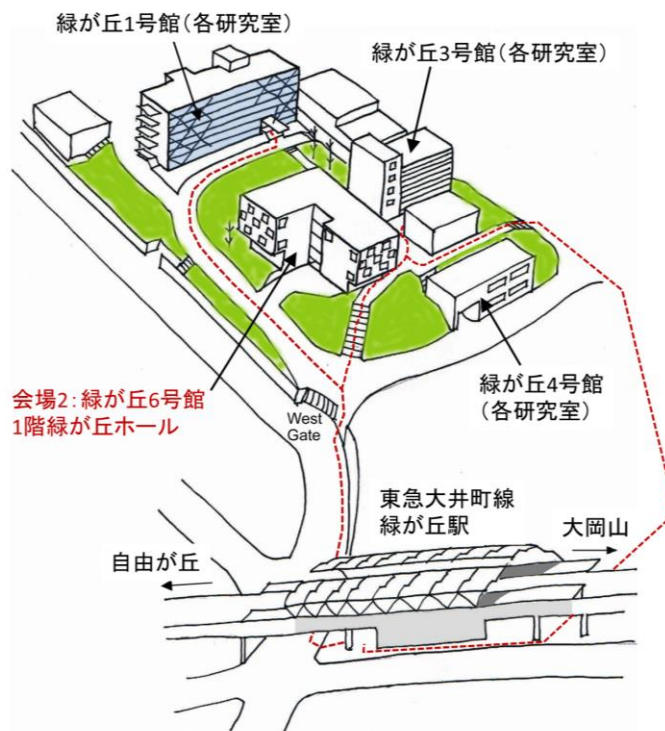 緑が丘1号館（各研究室）
緑が丘3号館（各研究室）
会場2：緑が丘6号館
1階緑が丘ホール
West
Gate
緑が丘4号館
（各研究室）
東急大井町線
緑が丘駅
大岡山
自由が丘